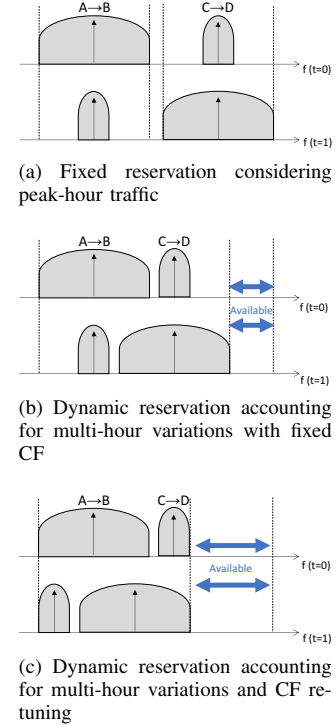 A→B C→D
f (t=0)
f (t=1)
(a) Fixed reservation considering
peak-hour traffic
A→B C→D
f (t=0)
Available
f (t=1)
(b) Dynamic reservation accounting
for multi-hour variations with fixed
CF
A→B C→D
f (t=0)
Available
f (t=1)
(c) Dynamic reservation accounting
for multi-hour variations and CF re-
tuning